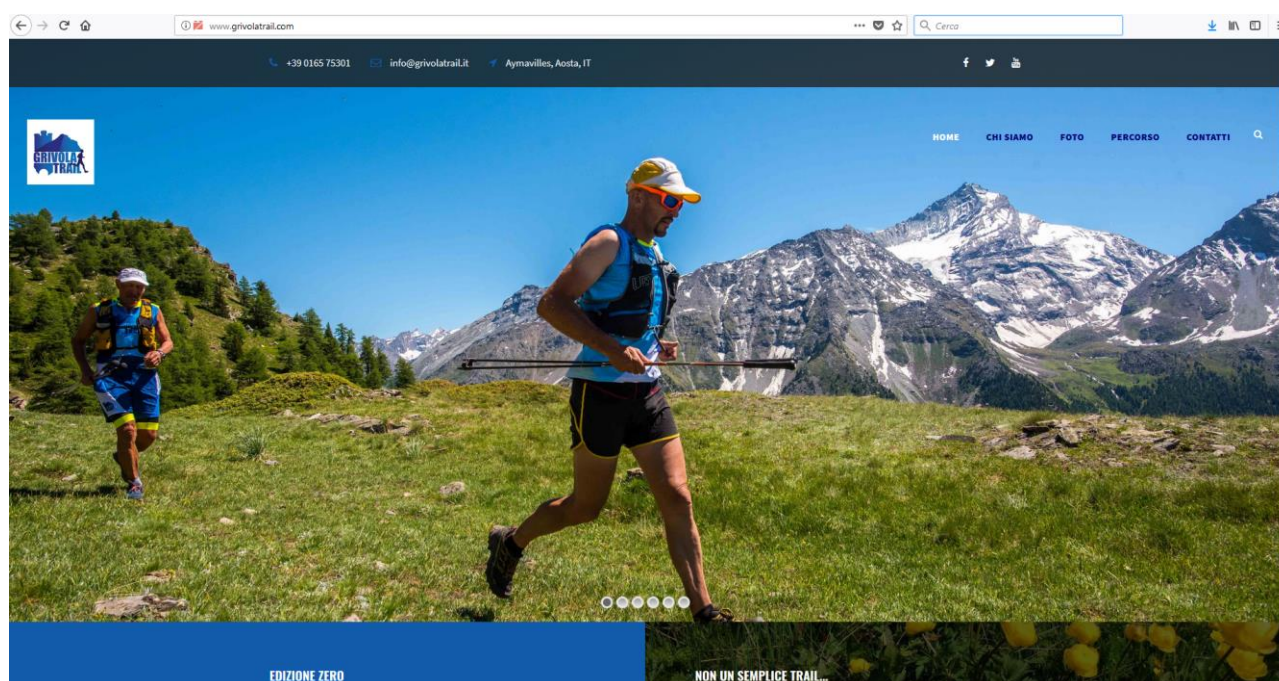 www.grivolatrail.com
Cerca
+39 0165 75301 info@grivolatrail.it Aymavilles, Aosta, IT
GRIVOLA
TRAIL
HOME CHI SIAMO FOTO PERCORSO CONTATTI
EDIZIONE ZERO
NON UN SEMPLICE TRAIL...